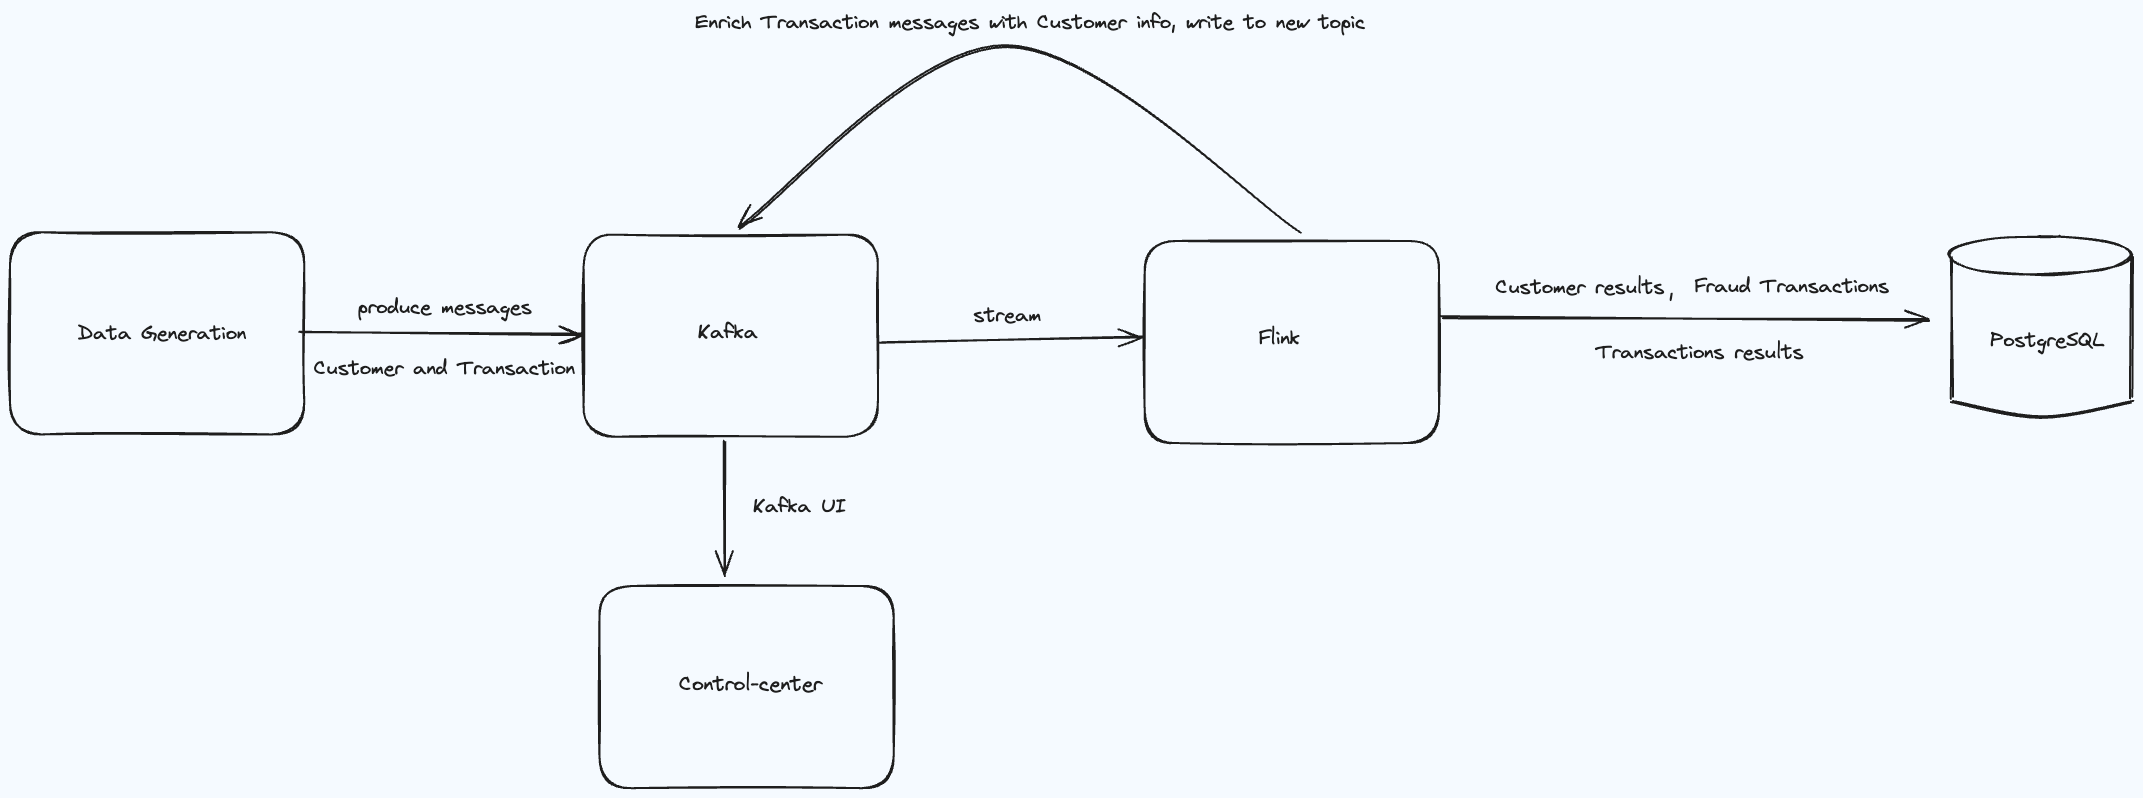 Enrich Transaction messages with Customer info, write to new topic
Data Generation
produce messages
Customer and Transaction
Kafka
stream
Flink
Customer results, Fraud Transactions
Transactions results
PostgreSQL
Kafka UI
Control-center